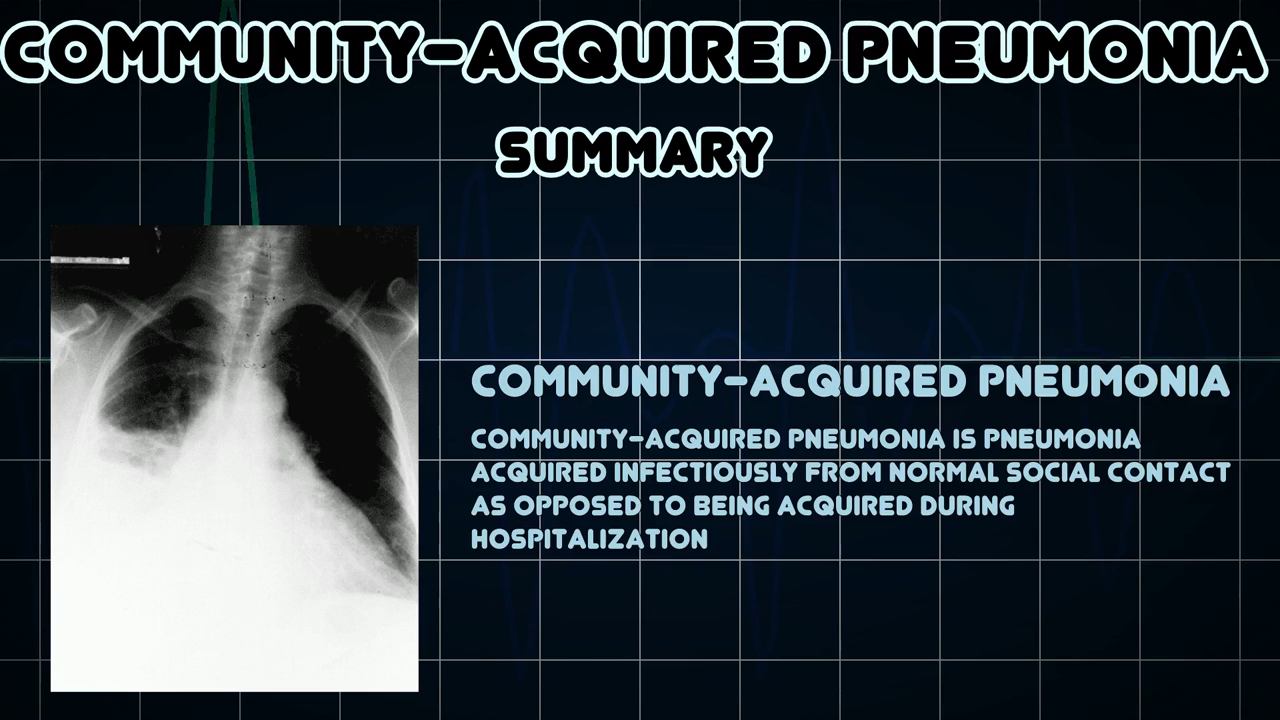 COMMUNITY-ACQUIRED PNEUMONIA
SUMMARY
COMMUNITY-ACQUIRED PNEUMONIA
COMMUNITY-ACQUIRED PNEUMONIA IS PNEUMONIA
ACQUIRED INFECTIOUSLY FROM NORMAL SOCIAL CONTACT
AS OPPOSED TO BEING ACQUIRED DURING
HOSPITALIZATION